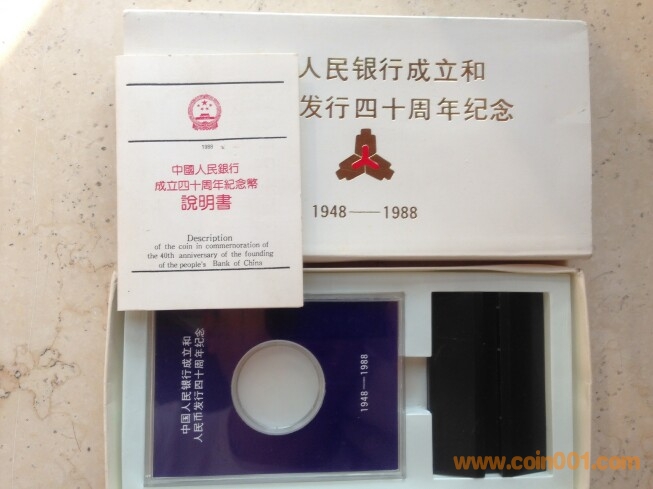 人民银行成立和
发行四十周年纪念
1948——1988
中國人民銀行
成立四十周年紀念幣
說明書
Description
of the coin in commemoration of
the 40th anniversary of the founding
of the people's Bank of China
中国人民银行成立和
人民币发行四十周年纪念
1948——1988
www.coin001.com